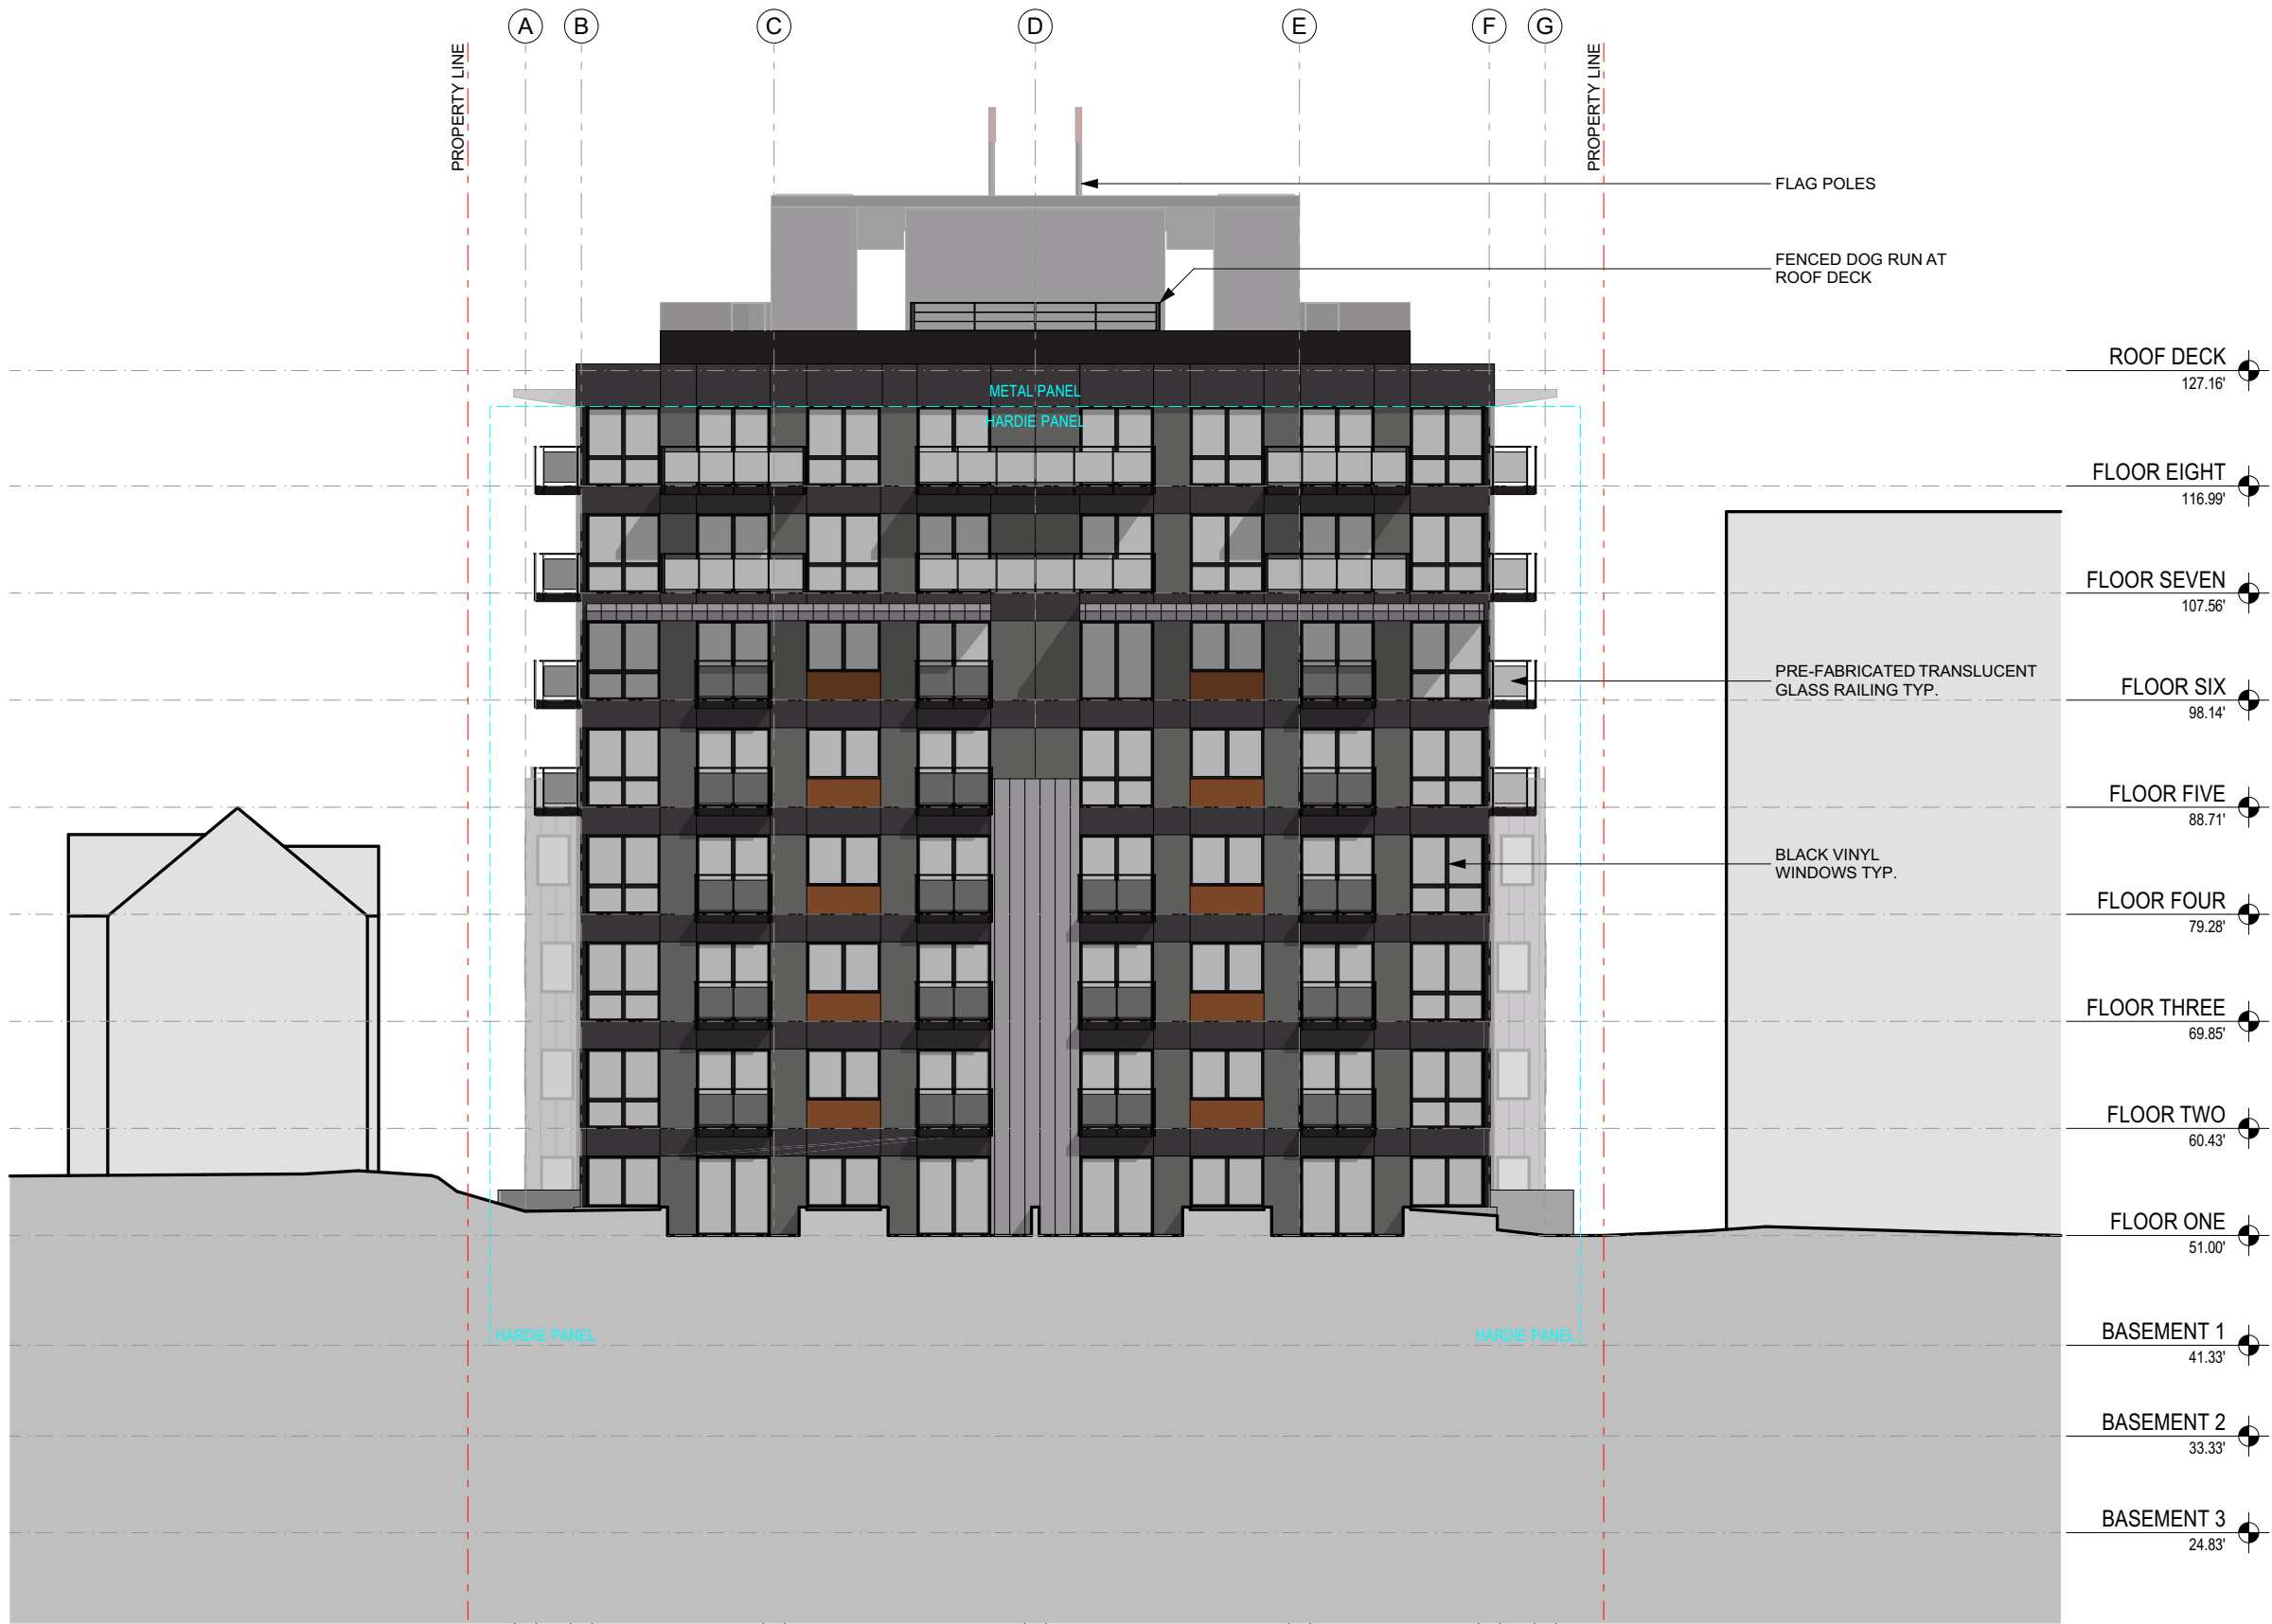 A
B
C
D
E
F
G
PROPERTY LINE
PROPERTY LINE
FLAG POLES
FENCED DOG RUN AT
ROOF DECK
ROOF DECK
127.16'
METAL PANEL
HARDIE PANEL
FLOOR EIGHT
116.99'
FLOOR SEVEN
107.56'
PRE-FABRICATED TRANSLUCENT
GLASS RAILING TYP.
FLOOR SIX
98.14'
FLOOR FIVE
88.71'
BLACK VINYL
WINDOWS TYP.
FLOOR FOUR
79.28'
FLOOR THREE
69.85'
FLOOR TWO
60.43'
FLOOR ONE
51.00'
HARDIE PANEL
HARDIE PANEL
BASEMENT 1
41.33'
BASEMENT 2
33.33'
BASEMENT 3
24.83'